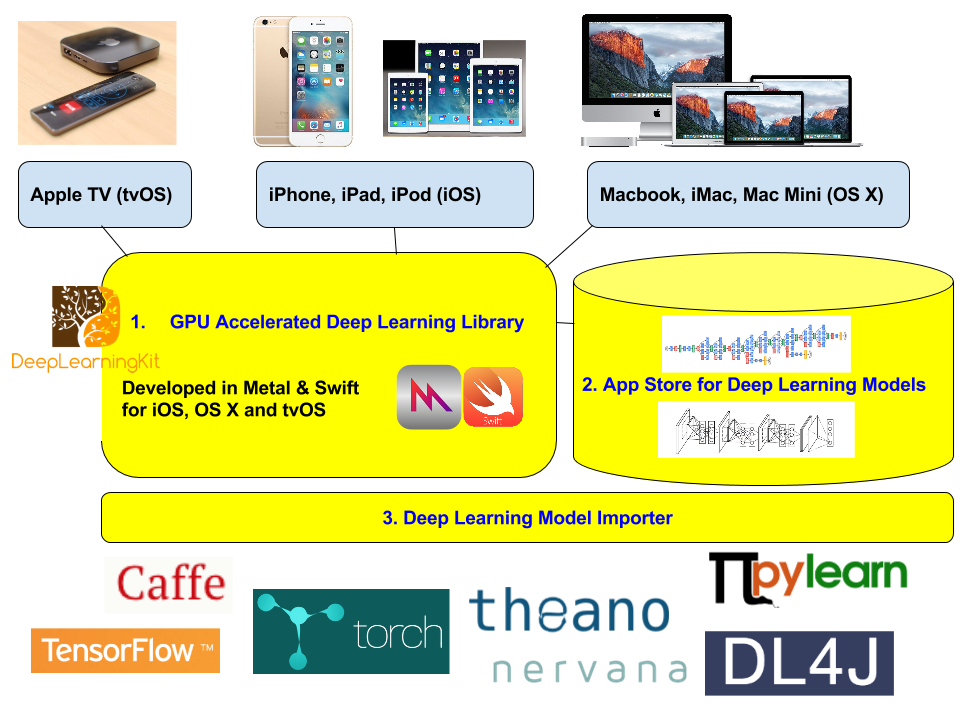 Apple TV (tvOS)
iPhone, iPad, iPod (iOS)
Macbook, iMac, Mac Mini (OS X)
DeepLearningKit
1. GPU Accelerated Deep Learning Library
Developed in Metal & Swift
for iOS, OS X and tvOS
Swift
2. App Store for Deep Learning Models
3. Deep Learning Model Importer
Caffe
TensorFlow ™
torch
theano
nervana
pylearn
DL4J